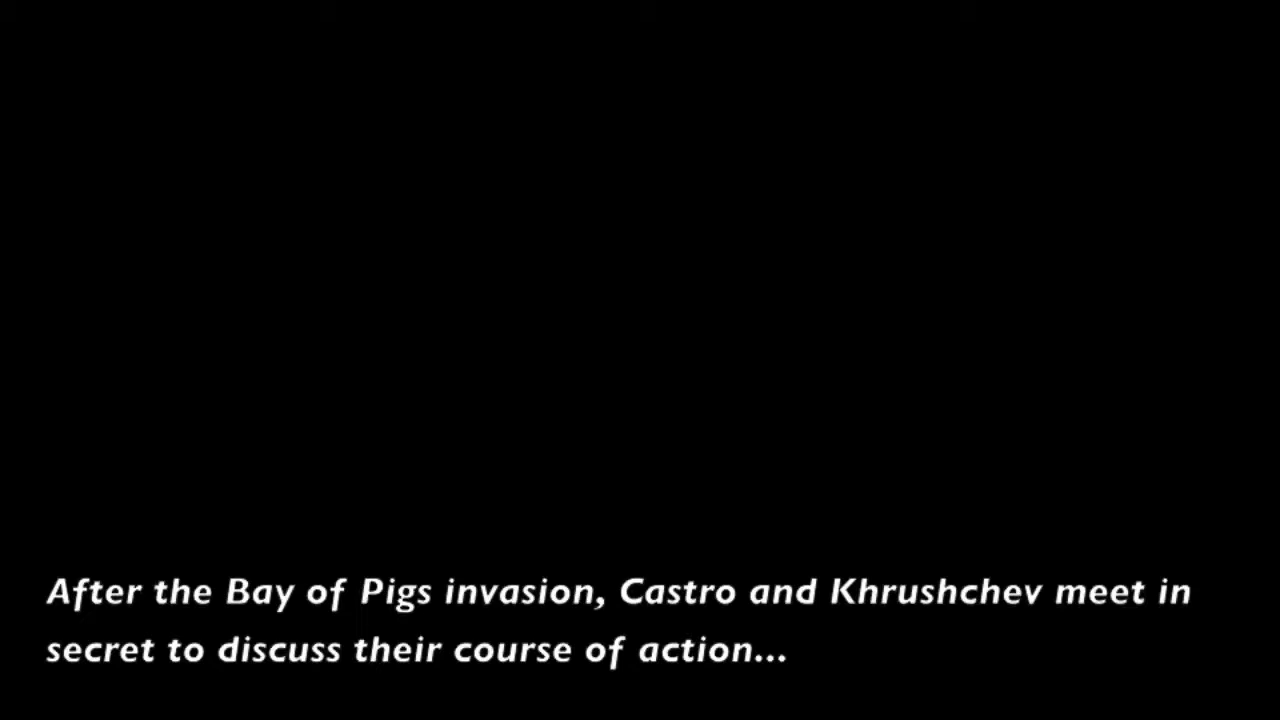 After the Bay of Pigs invasion, Castro and Khrushchev meet in
secret to discuss their course of action...